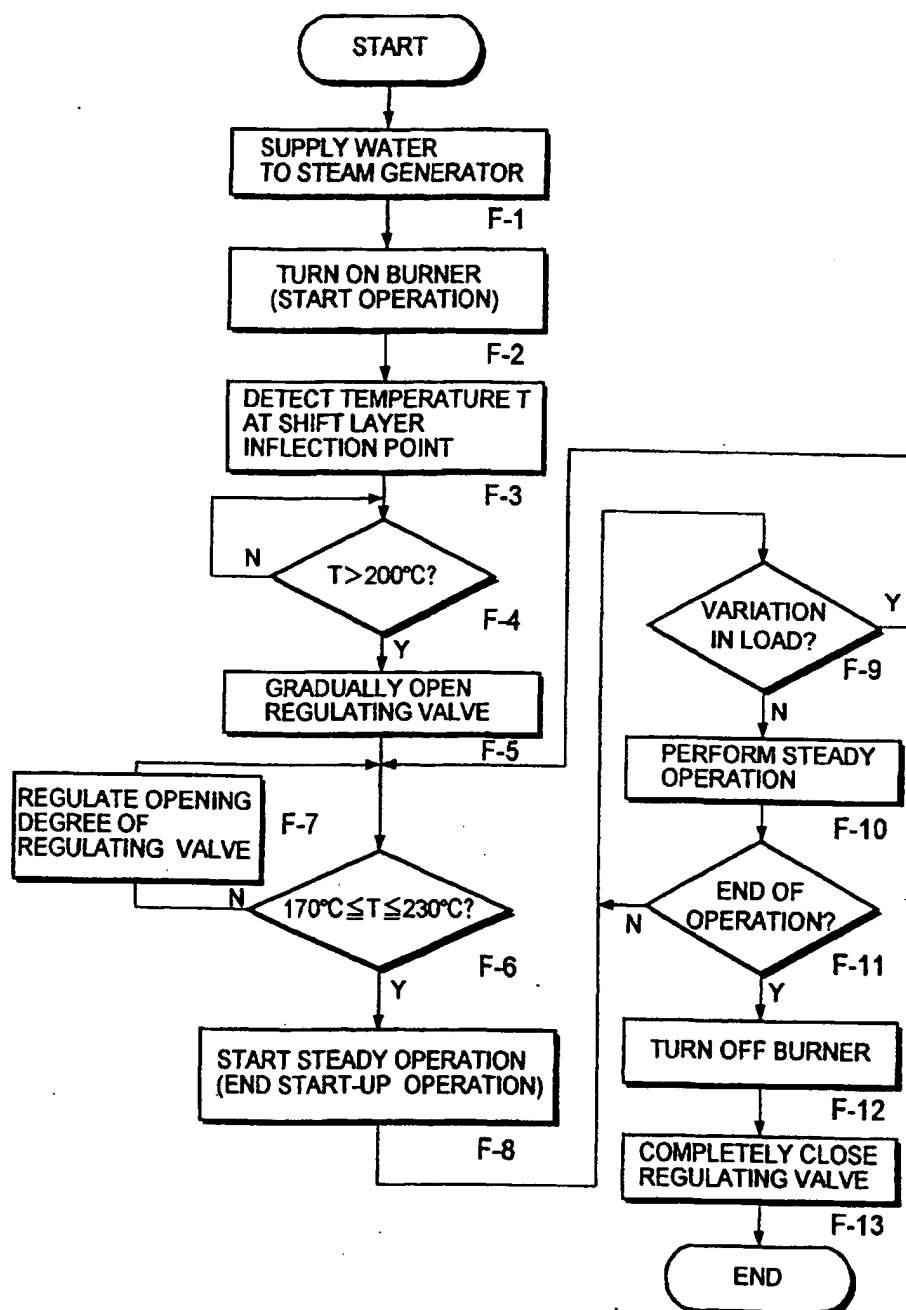 START
SUPPLY WATER
TO STEAM GENERATOR
F-1
TURN ON BURNER
(START OPERATION)
F-2
DETECT TEMPERATURE T
AT SHIFT LAYER
INFLECTION POINT
F-3
N
T>200°C?
F-4
Y
GRADUALLY OPEN
REGULATING VALVE
F-5
REGULATE OPENING
DEGREE OF
REGULATING VALVE
F-7
N
170°C≦T≦230°C?
F-6
Y
START STEADY OPERATION
(END START-UP OPERATION)
F-8
VARIATION
IN LOAD?
Y
F-9
N
PERFORM STEADY
OPERATION
F-10
END OF
OPERATION?
N
F-11
Y
TURN OFF BURNER
F-12
COMPLETELY CLOSE
REGULATING VALVE
F-13
END